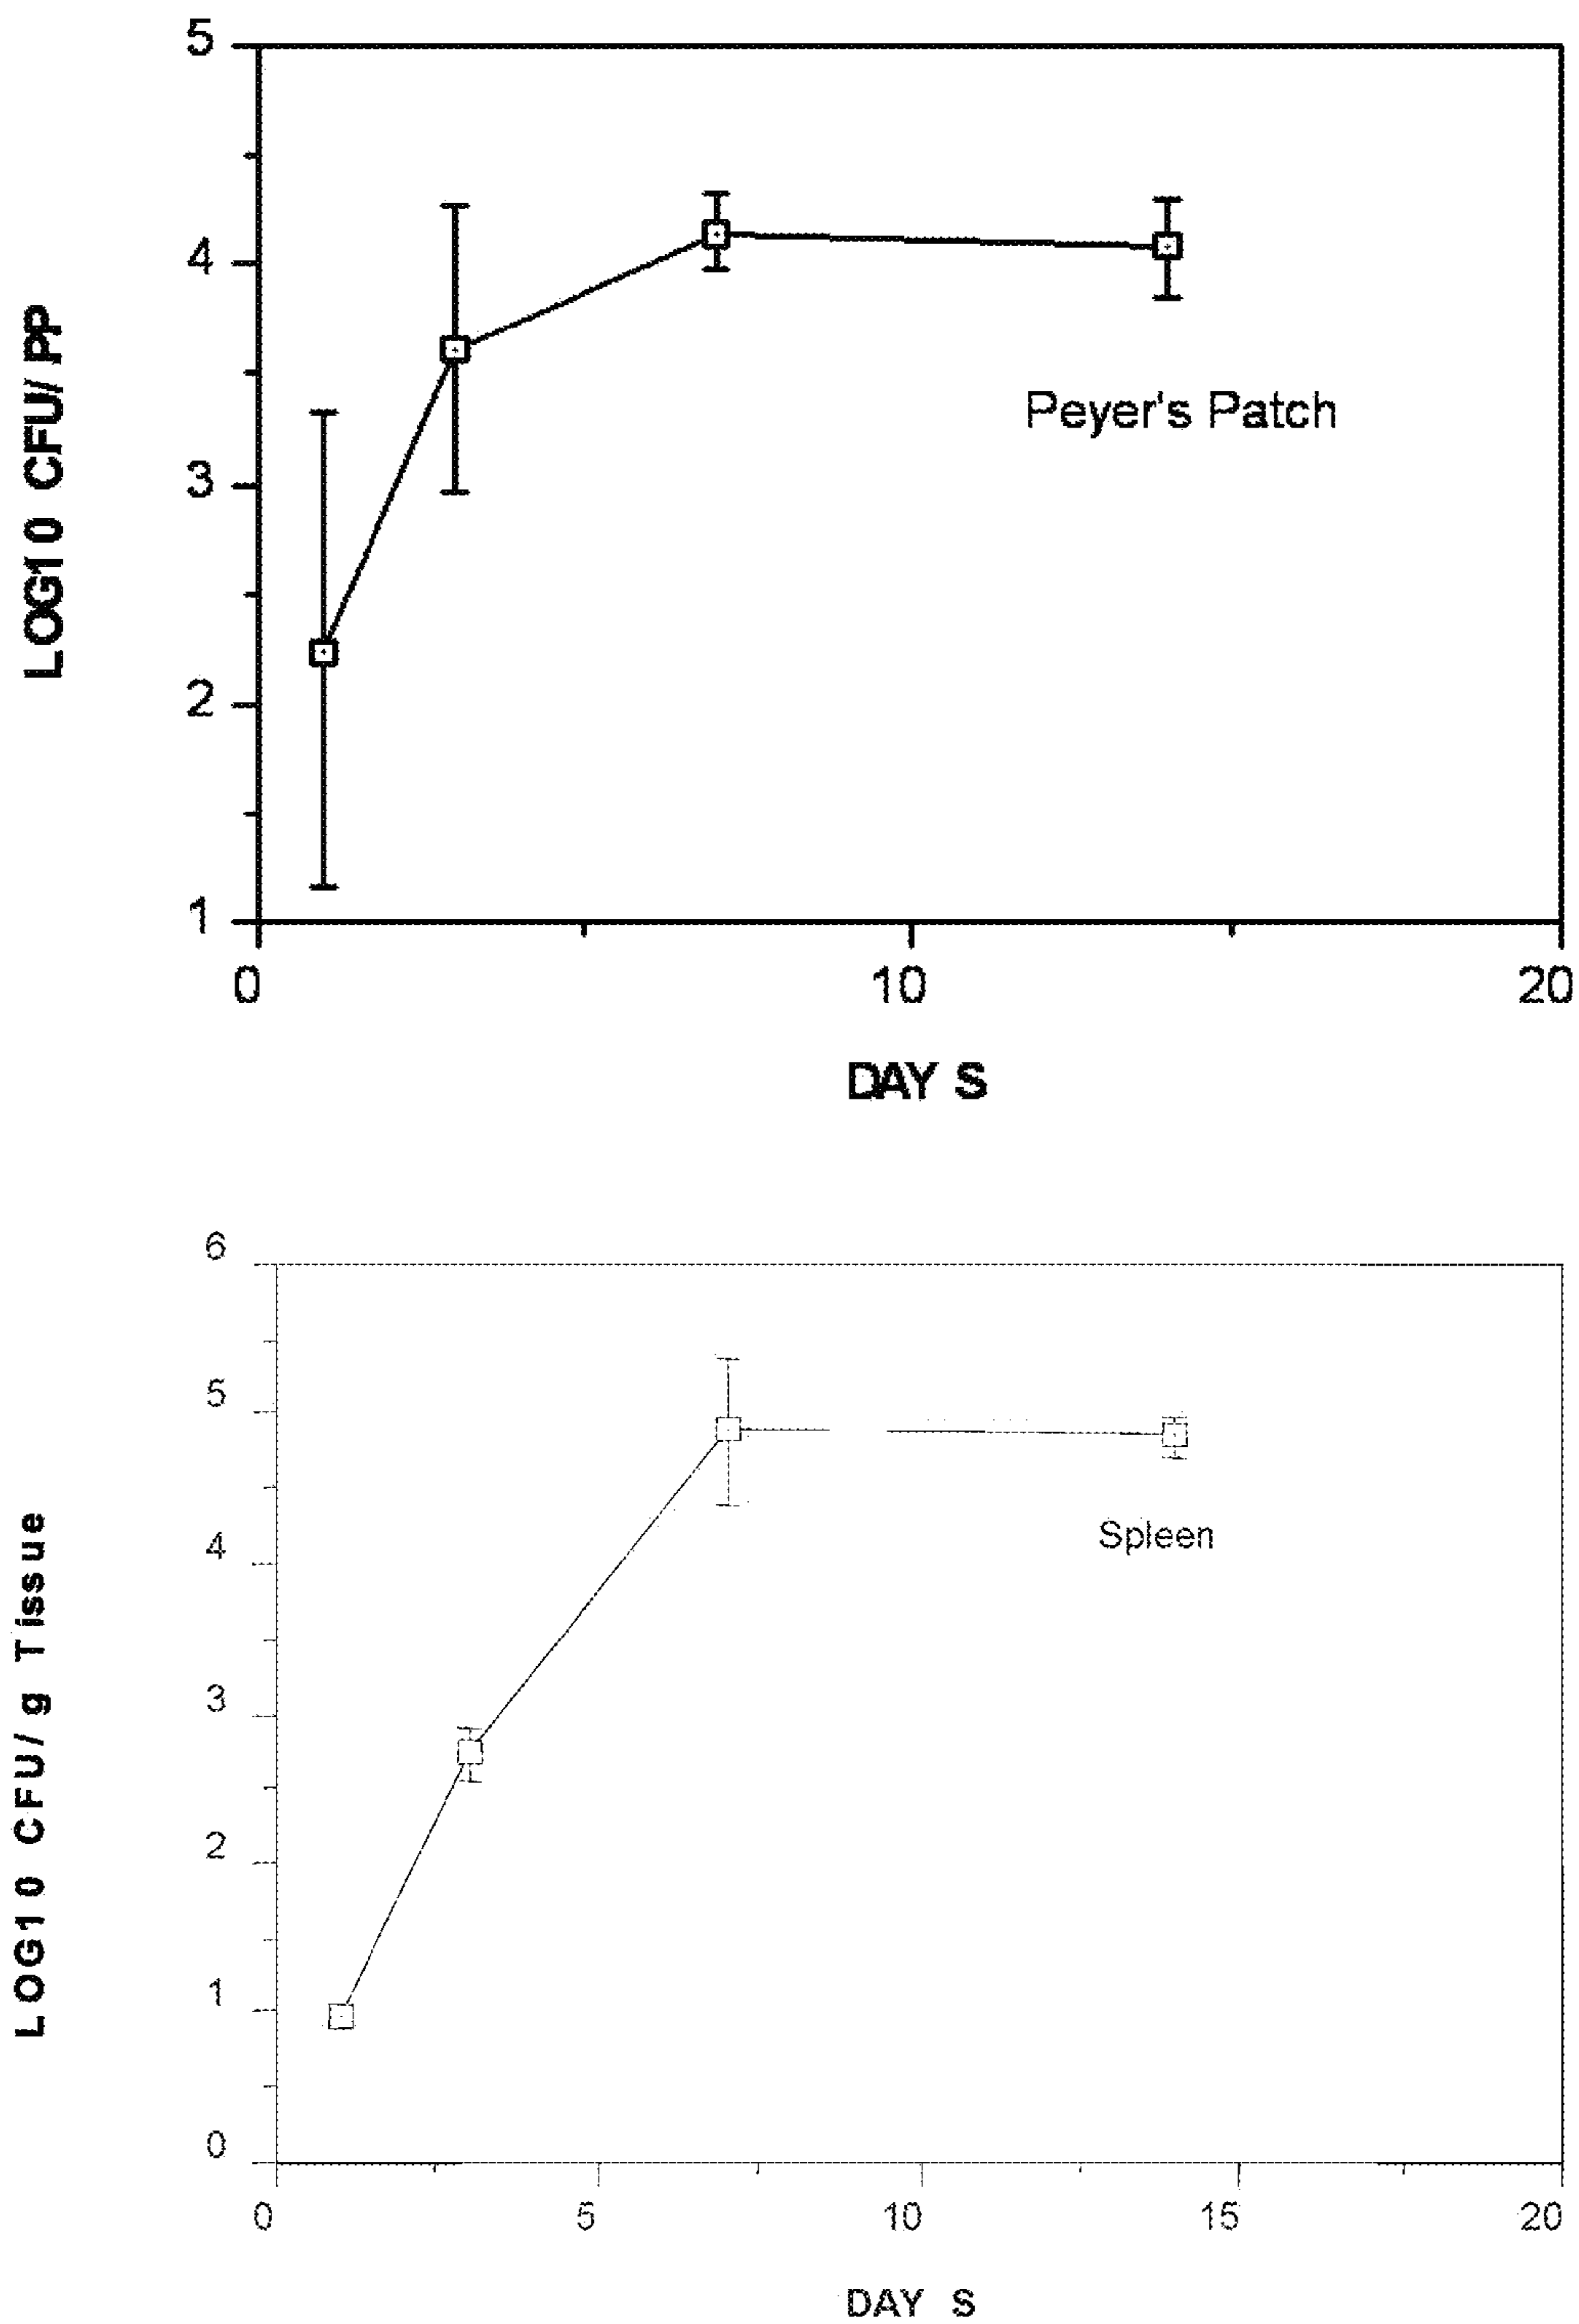 5
4
3
2
1
LOG10 CFU/PP
Peyer's Patch
0 10 20
DAY S
6
5
4
3
2
1
0
LOG10 CFU/g Tissue
Spleen
0 5 10 15 20
DAY S